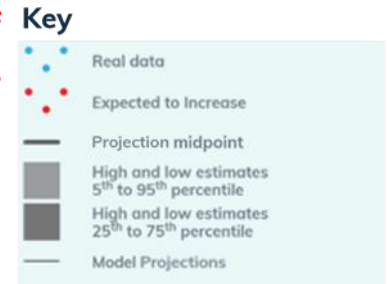 Key
Real data
Expected to Increase
Projection midpoint
High and low estimates
5th to 95th percentile
High and low estimates
25th to 75th percentile
Model Projections